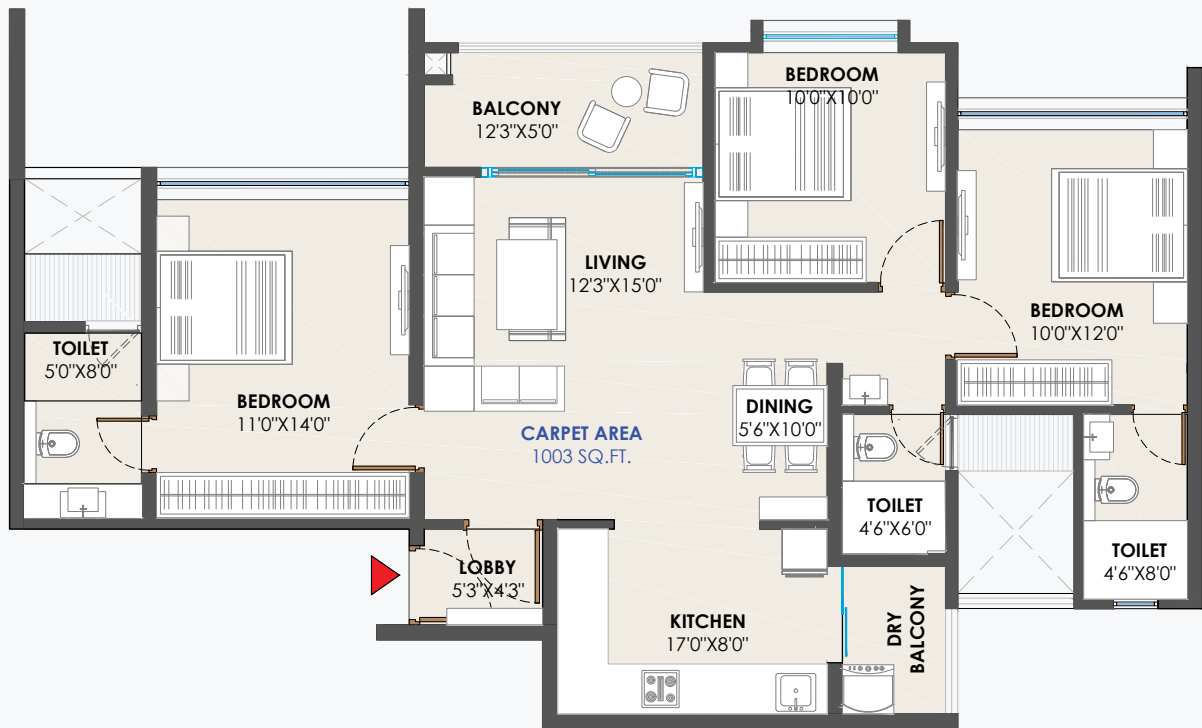 BALCONY
12'3"X5'0"
BEDROOM
10'0"X10'0"
LIVING
12'3"X15'0"
BEDROOM
10'0"X12'0"
TOILET
5'0"X8'0"
BEDROOM
11'0"X14'0"
CARPET AREA
1003 SQ.FT.
DINING
5'6"X10'0"
TOILET
4'6"X6'0"
TOILET
4'6"X8'0"
LOBBY
5'3"X4'3"
KITCHEN
17'0"X8'0"
DRY
BALCONY